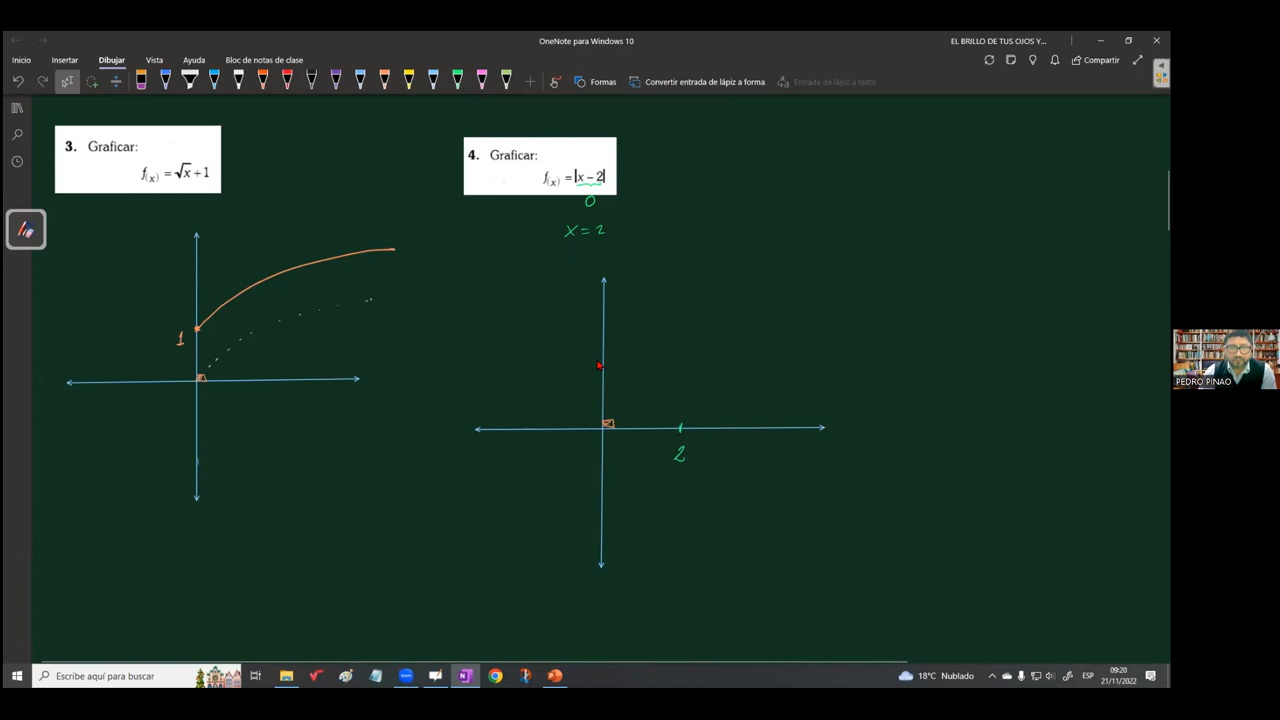 OneNote para Windows 10
EL BRILLO DE TUS OJOS Y...
Inicio Insertar Dibujar Vista Ayuda Bloc de notas de clase
Compartir
Formas Convertir entrada de lápiz a forma Entrada de lápiz a texto
3. Graficar:
f(x) = √x + 1
1
4. Graficar:
f(x) = |x − 2|
0
x = 2
2
PEDRO PINAO
Escribe aquí para buscar
18°C Nublado
ESP
09:20
21/11/2022